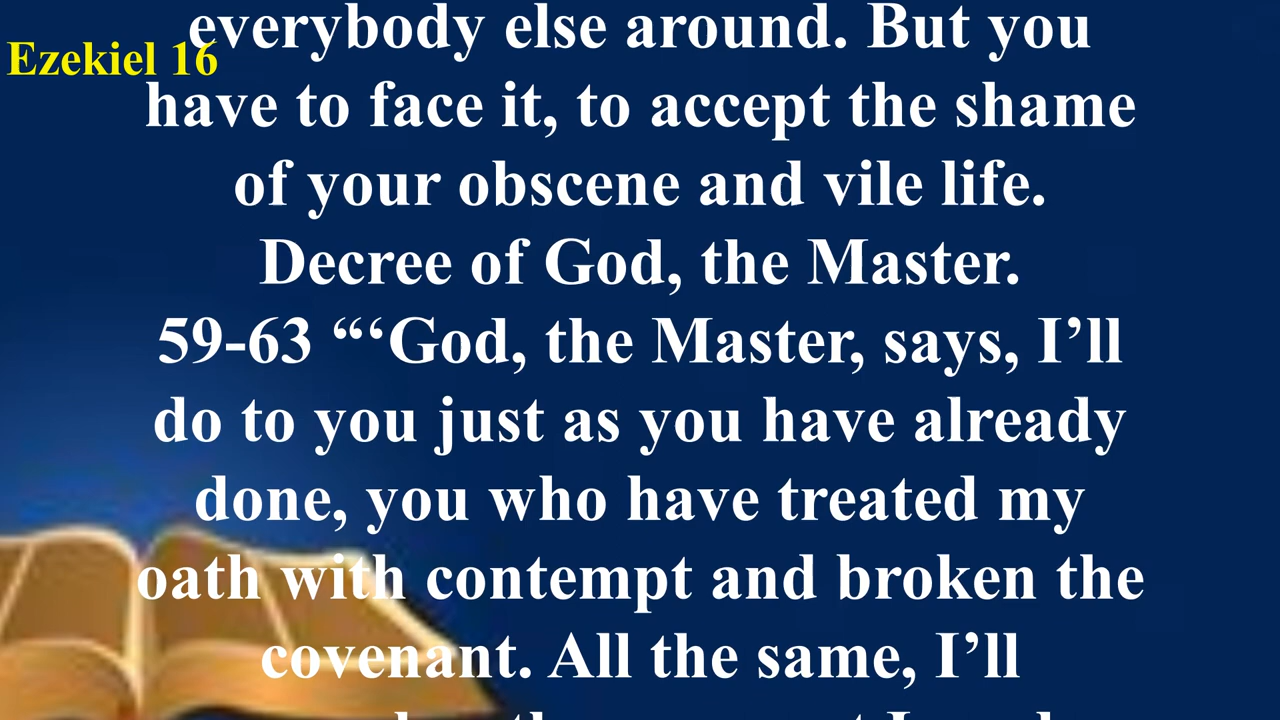 Ezekiel 16
everybody else around. But you
have to face it, to accept the shame
of your obscene and vile life.
Decree of God, the Master.
59-63 “‘God, the Master, says, I’ll
do to you just as you have already
done, you who have treated my
oath with contempt and broken the
covenant. All the same, I’ll